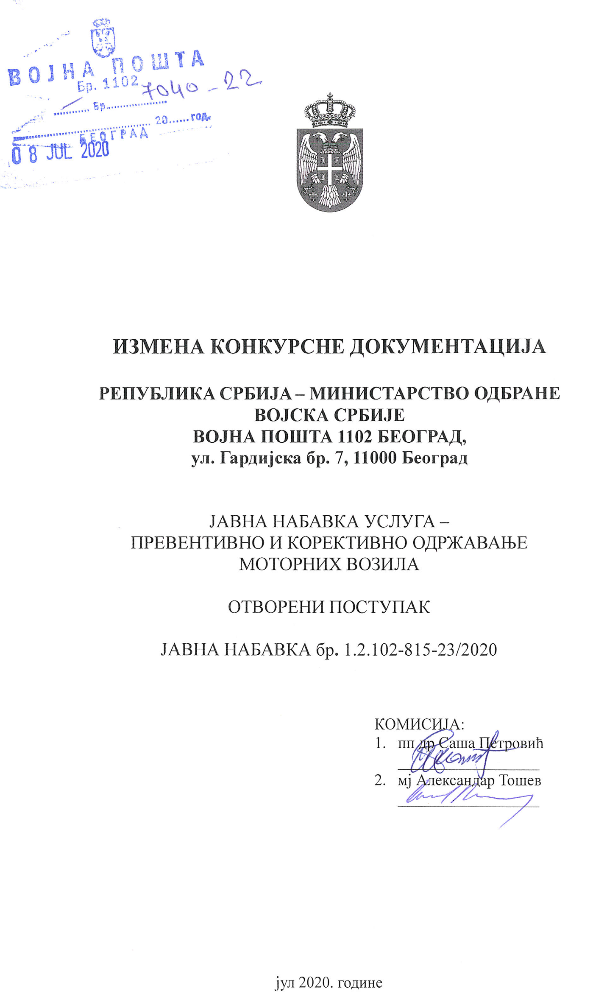 ВОЈНА ПОШТА
Бр. 1102
Бр. 7040-22
20......год.
БЕОГРАД
08 JUL 2020
ИЗМЕНА КОНКУРСНЕ ДОКУМЕНТАЦИЈА
РЕПУБЛИКА СРБИЈА – МИНИСТАРСТВО ОДБРАНЕ
ВОЈСКА СРБИЈЕ
ВОЈНА ПОШТА 1102 БЕОГРАД,
ул. Гардијска бр. 7, 11000 Београд
ЈАВНА НАБАВКА УСЛУГА –
ПРЕВЕНТИВНО И КОРЕКТИВНО ОДРЖАВАЊЕ
МОТОРНИХ ВОЗИЛА
ОТВОРЕНИ ПОСТУПАК
ЈАВНА НАБАВКА бр. 1.2.102-815-23/2020
КОМИСИЈА:
1. пп др Саша Петровић
2. мј Александар Тошев
јул 2020. године